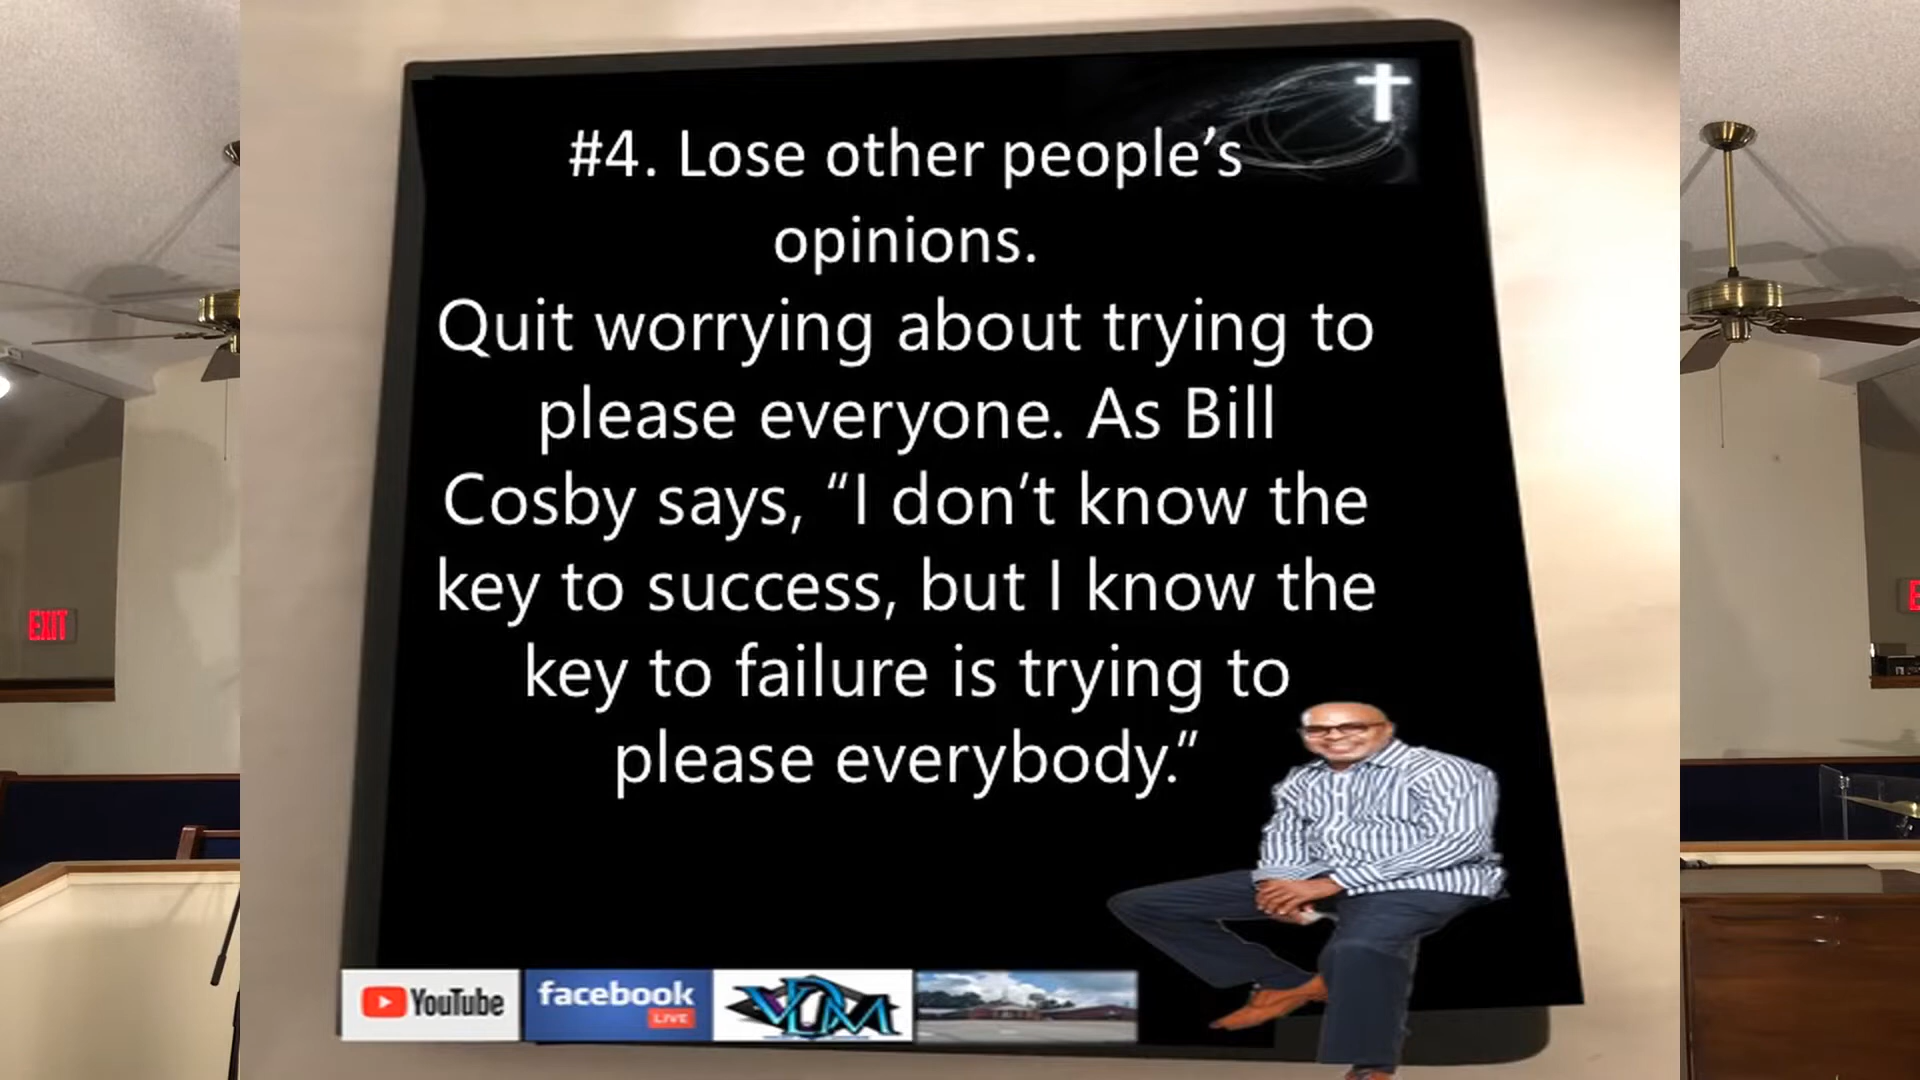 #4. Lose other people’s
opinions.
Quit worrying about trying to
please everyone. As Bill
Cosby says, “I don’t know the
key to success, but I know the
key to failure is trying to
please everybody.”
EXIT
YouTube
facebook
LIVE
VDM